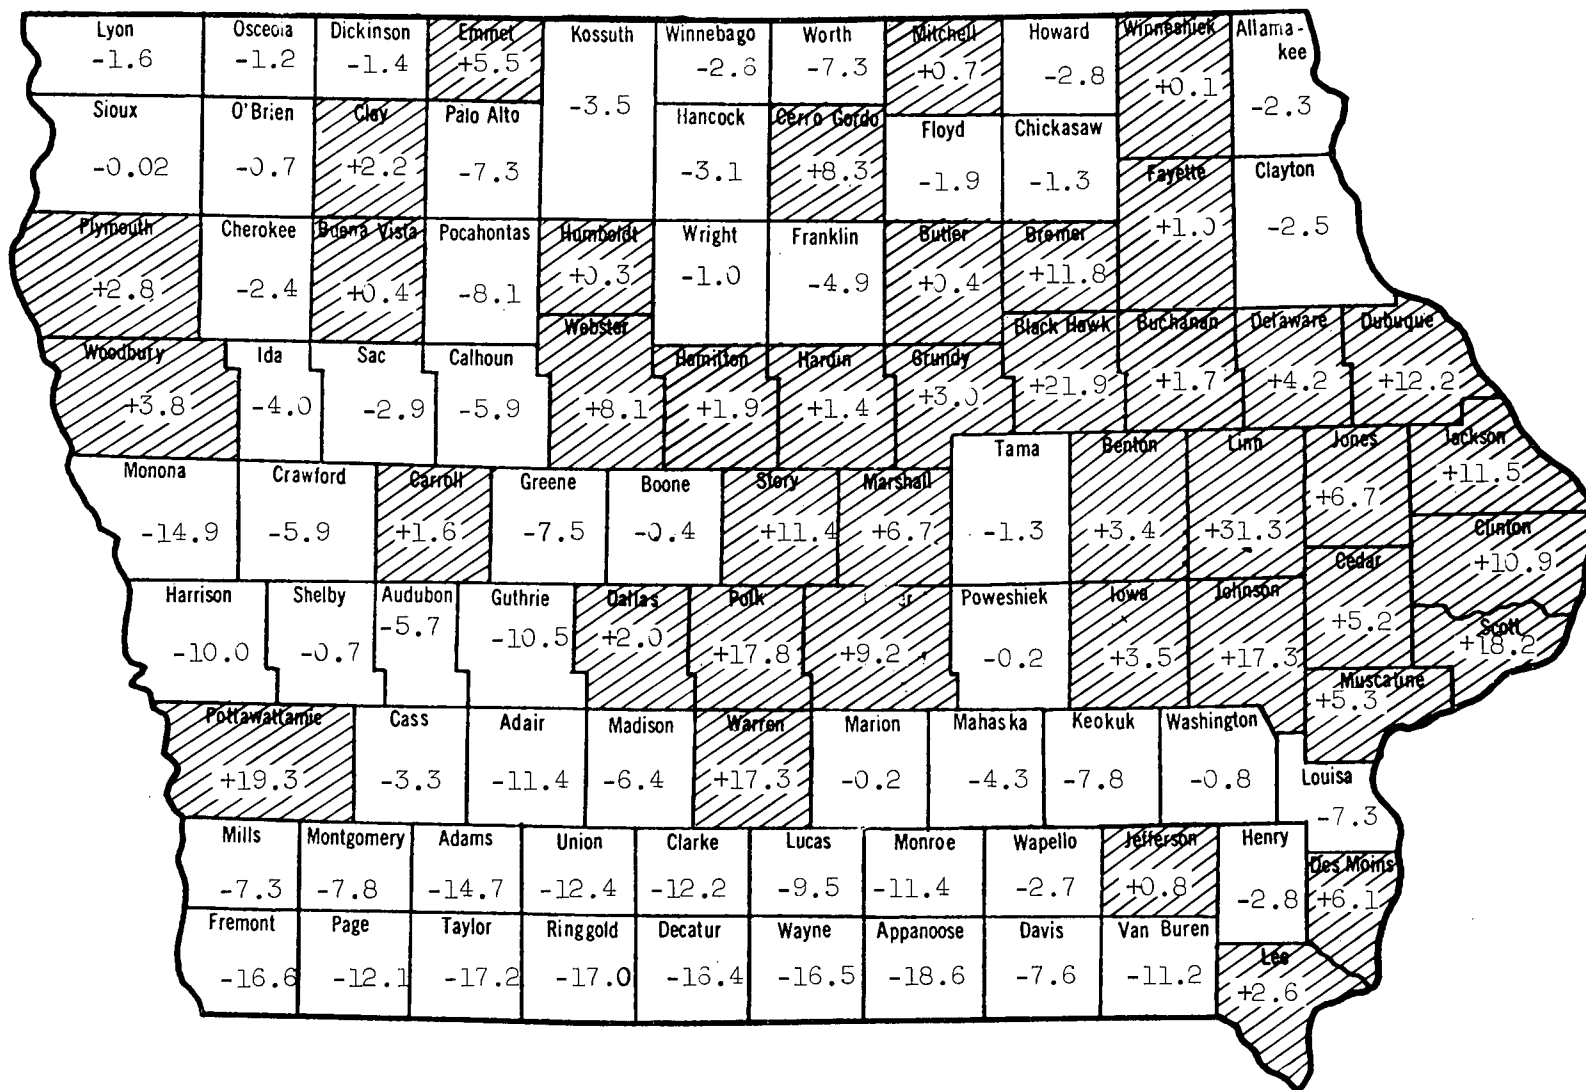 Lyon
-1.6
Osceola
-1.2
Dickinson
-1.4
Emmet
+5.5
Kossuth
-3.5
Winnebago
-2.6
Worth
-7.3
Mitchell
+0.7
Howard
-2.8
Winneshiek
+0.1
Allama-
kee
-2.3
Sioux
-0.02
O'Brien
-0.7
Clay
+2.2
Palo Alto
-7.3
Hancock
-3.1
Cerro Gordo
+8.3
Floyd
-1.9
Chickasaw
-1.3
Fayette
+1.0
Clayton
-2.5
Plymouth
+2.8
Cherokee
-2.4
Buena Vista
+0.4
Pocahontas
-8.1
Humboldt
+0.3
Wright
-1.0
Franklin
-4.9
Butler
+0.4
Bremer
+11.8
Woodbury
+3.8
Ida
-4.0
Sac
-2.9
Calhoun
-5.9
Webster
+8.1
Hamilton
+1.9
Hardin
+1.4
Grundy
+3.0
Black Hawk
+21.9
Buchanan
+1.7
Delaware
+4.2
Dubuque
+12.2
Monona
-14.9
Crawford
-5.9
Carroll
+1.6
Greene
-7.5
Boone
-0.4
Story
+11.4
Marshall
+6.7
Tama
-1.3
Benton
+3.4
Linn
+31.3
Jones
+6.7
Jackson
+11.5
Clinton
+10.9
Harrison
-10.0
Shelby
-0.7
Audubon
-5.7
Guthrie
-10.5
Dallas
+2.0
Polk
+17.8
+9.2
Poweshiek
-0.2
Iowa
+3.5
Johnson
+17.3
Cedar
+5.2
Scott
+18.2
Muscatine
+5.3
Pottawattamie
+19.3
Cass
-3.3
Adair
-11.4
Madison
-6.4
Warren
+17.3
Marion
-0.2
Mahaska
-4.3
Keokuk
-7.8
Washington
-0.8
Louisa
-7.3
Mills
-7.3
Montgomery
-7.8
Adams
-14.7
Union
-12.4
Clarke
-12.2
Lucas
-9.5
Monroe
-11.4
Wapello
-2.7
Jefferson
+0.8
Henry
-2.8
Des Moins
+6.1
Fremont
-16.6
Page
-12.1
Taylor
-17.2
Ringgold
-17.0
Decatur
-16.4
Wayne
-16.5
Appanoose
-18.6
Davis
-7.6
Van Buren
-11.2
Lee
+2.6